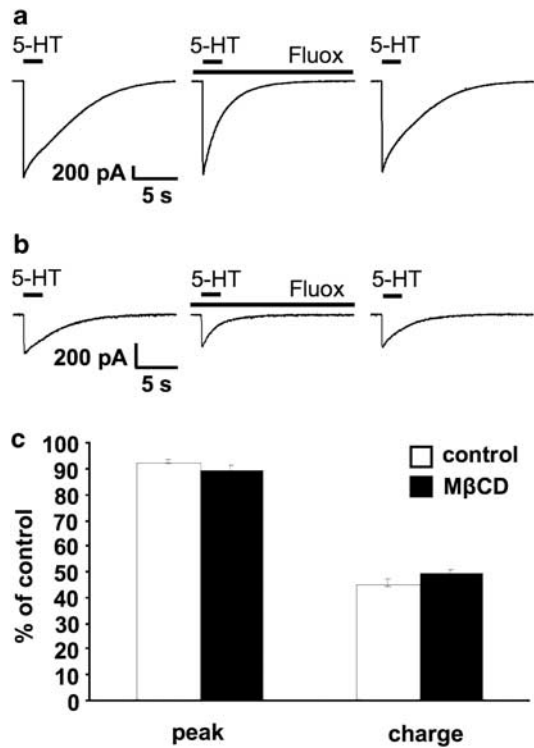 a
5-HT 5-HT Fluox 5-HT
200 pA
5 s
b
5-HT 5-HT Fluox 5-HT
200 pA
5 s
c
% of control
100
90
80
70
60
50
40
30
20
10
0
control
MβCD
peak charge